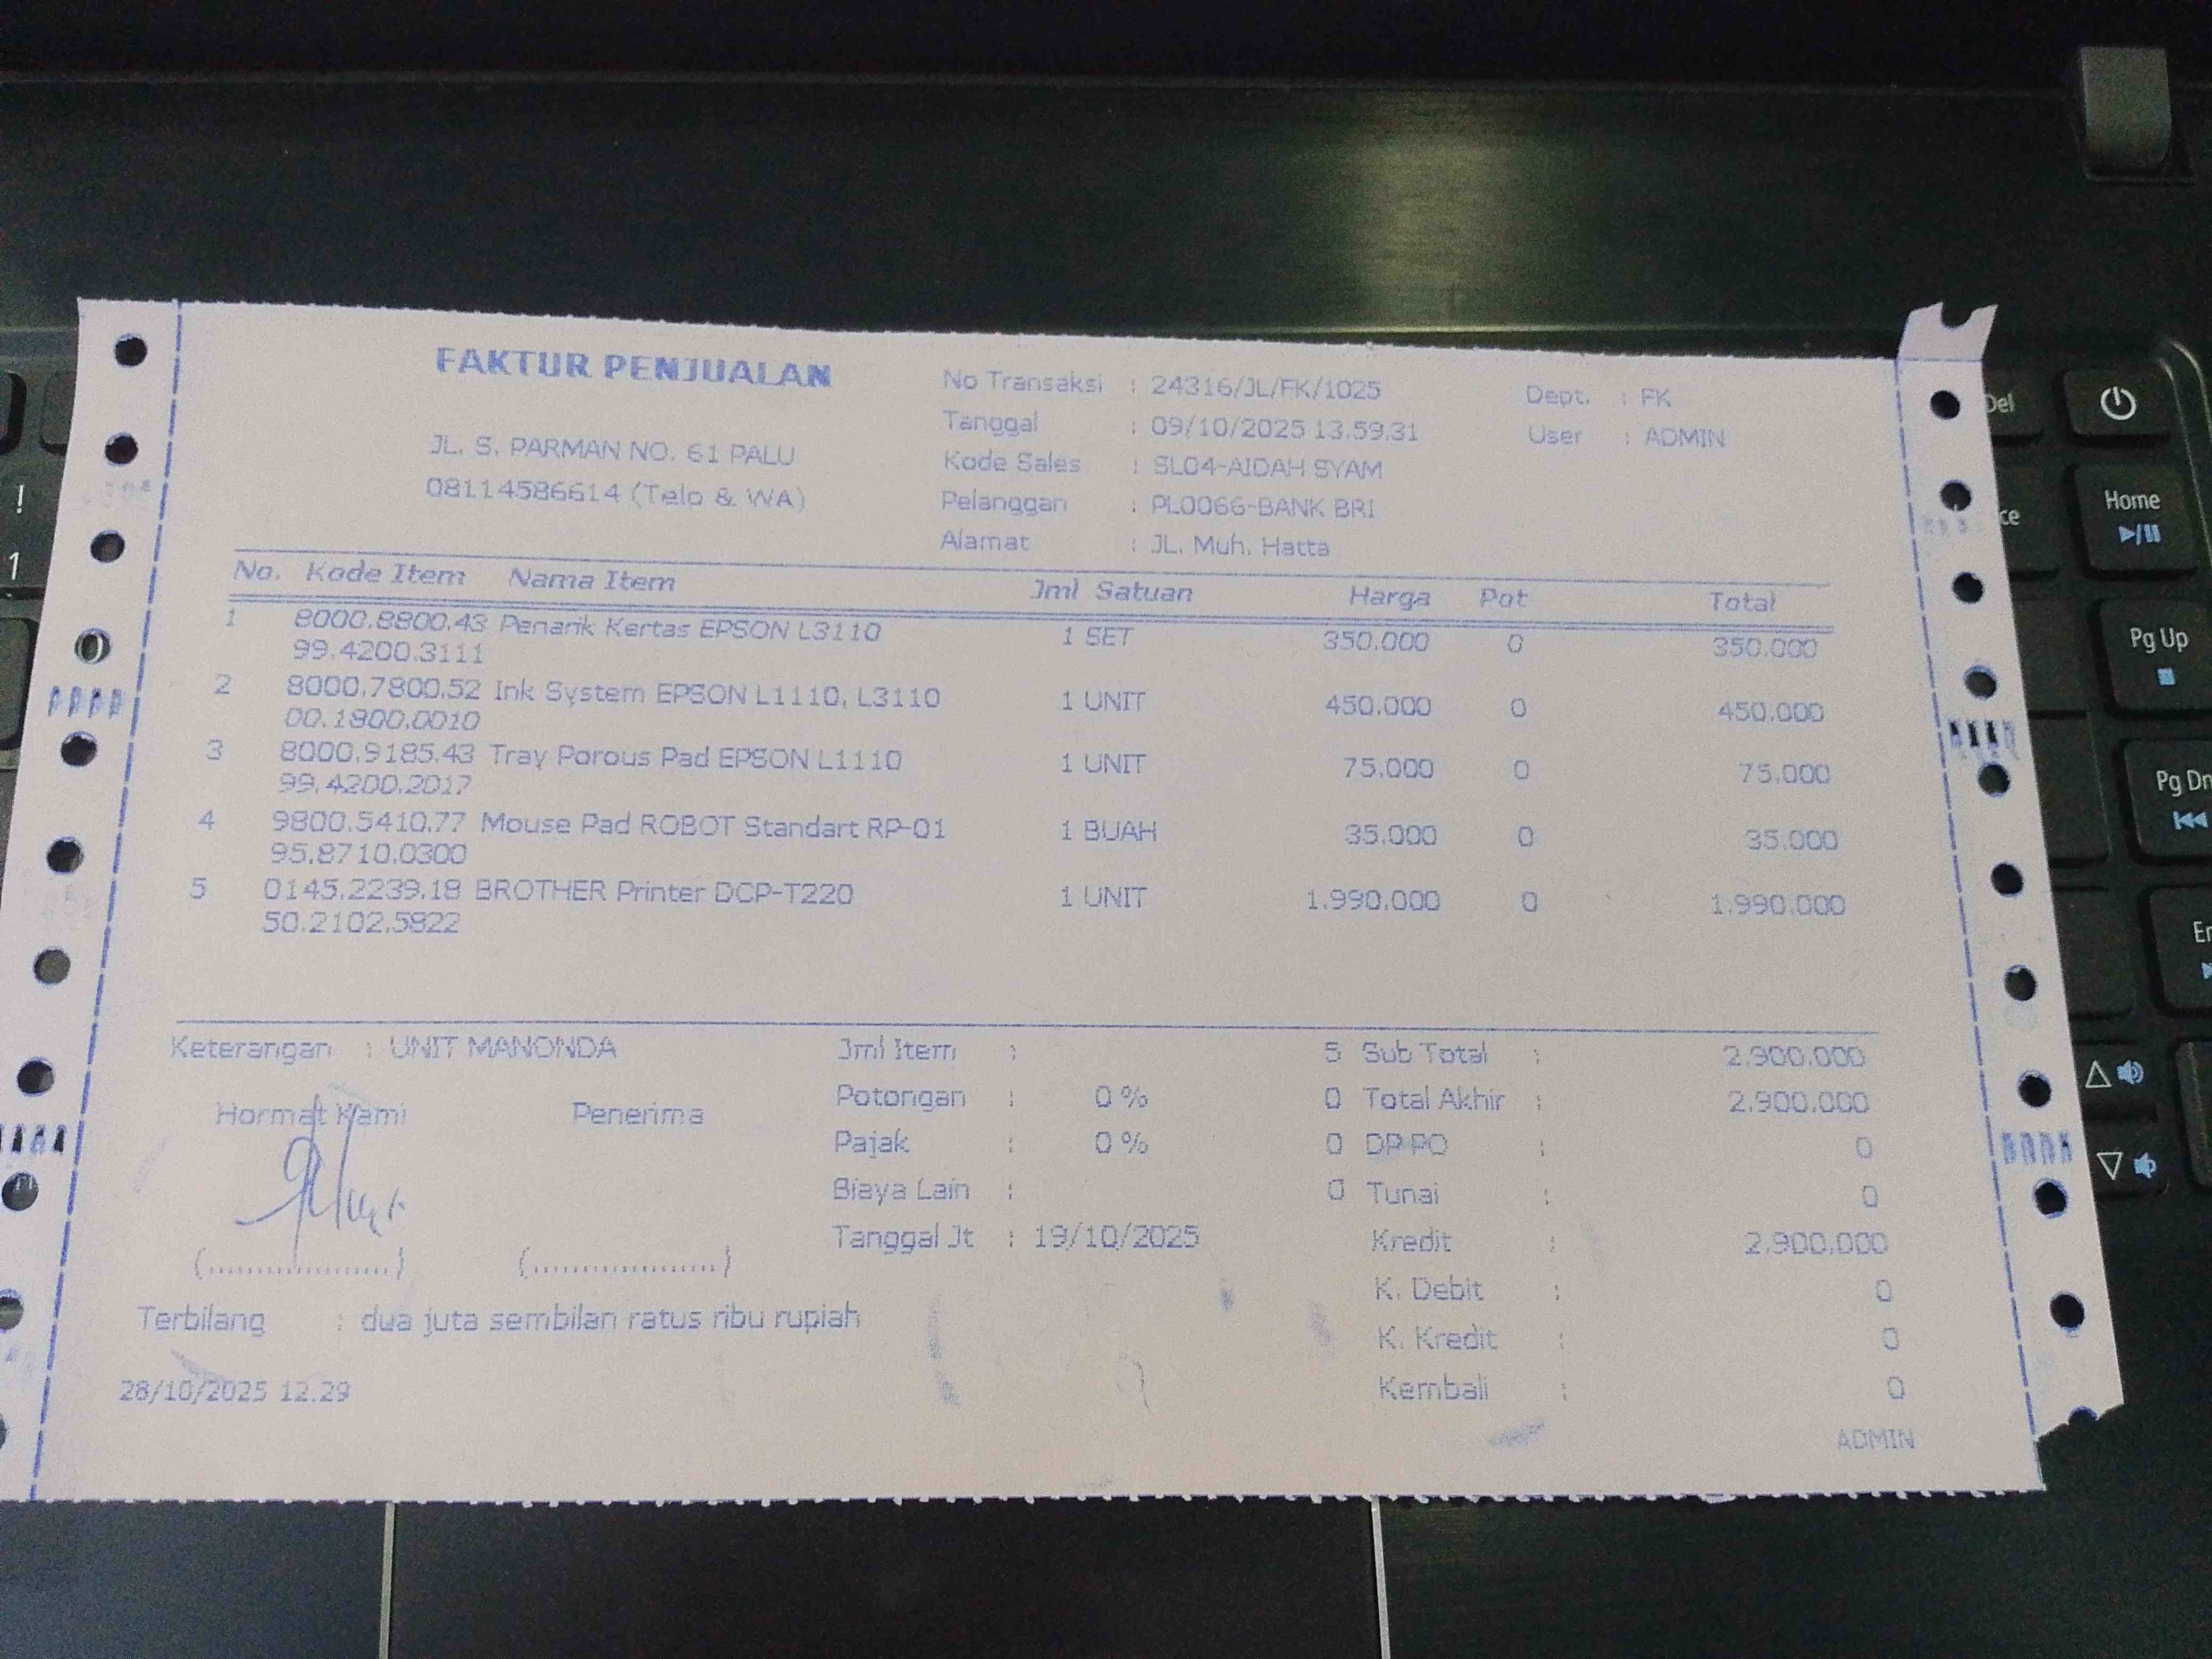 FAKTUR PENJUALAN
JL. S. PARMAN NO. 61 PALU
08114586614 (Telp & WA)
No Transaksi : 24316/JL/FK/1025
Tanggal : 09/10/2025 13.59.31
Kode Sales : SL04-AIDAH SYAM
Pelanggan : PL0066-BANK BRI
Alamat : JL. Muh. Hatta
Dept. : FK
User : ADMIN
No. Kode Item Nama Item Jml Satuan Harga Pot Total
1 8000.8800.43 Penarik Kertas EPSON L3110 1 SET 350.000 0 350.000
99.4200.3111
2 8000.7800.52 Ink System EPSON L1110, L3110 1 UNIT 450.000 0 450.000
00.1800.0010
3 8000.9185.43 Tray Porous Pad EPSON L1110 1 UNIT 75.000 0 75.000
99.4200.2017
4 9800.5410.77 Mouse Pad ROBOT Standart RP-01 1 BUAH 35.000 0 35.000
95.8710.0300
5 0145.2239.18 BROTHER Printer DCP-T220 1 UNIT 1.990.000 0 1.990.000
50.2102.5822
Keterangan : UNIT MANONDA
Hormat Kami Penerima
(....................) (....................)
Jml Item : 5
Potongan : 0 % 0
Pajak : 0 % 0
Biaya Lain : 0
Tanggal Jt : 19/10/2025
Sub Total : 2.900.000
Total Akhir : 2.900.000
DP PO : 0
Tunai : 0
Kredit : 2.900.000
K. Debit : 0
K. Kredit : 0
Kembali : 0
Terbilang : dua juta sembilan ratus ribu rupiah
28/10/2025 12.29
ADMIN
Del
Home
Pg Up
Pg Dn
!
1